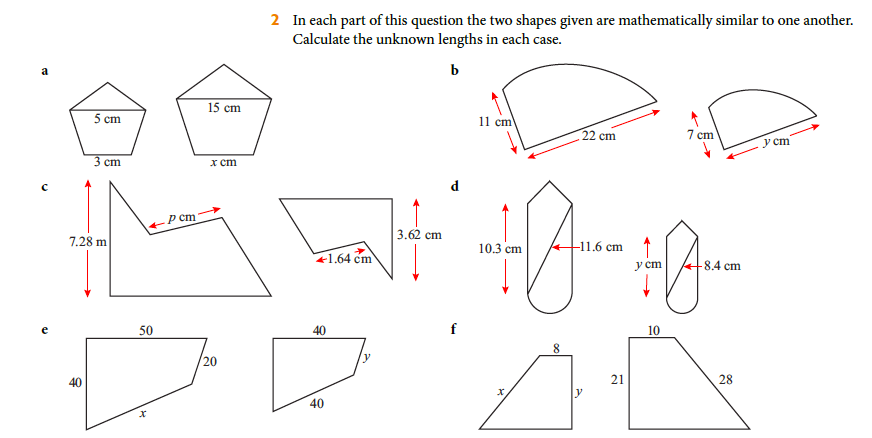 2 In each part of this question the two shapes given are mathematically similar to one another.
Calculate the unknown lengths in each case.
a
5 cm
3 cm
15 cm
x cm
b
11 cm
22 cm
7 cm
y cm
c
7.28 m
p cm
1.64 cm
3.62 cm
d
10.3 cm
11.6 cm
y cm
8.4 cm
e
50
20
40
x
40
y
40
f
8
x
y
10
21
28